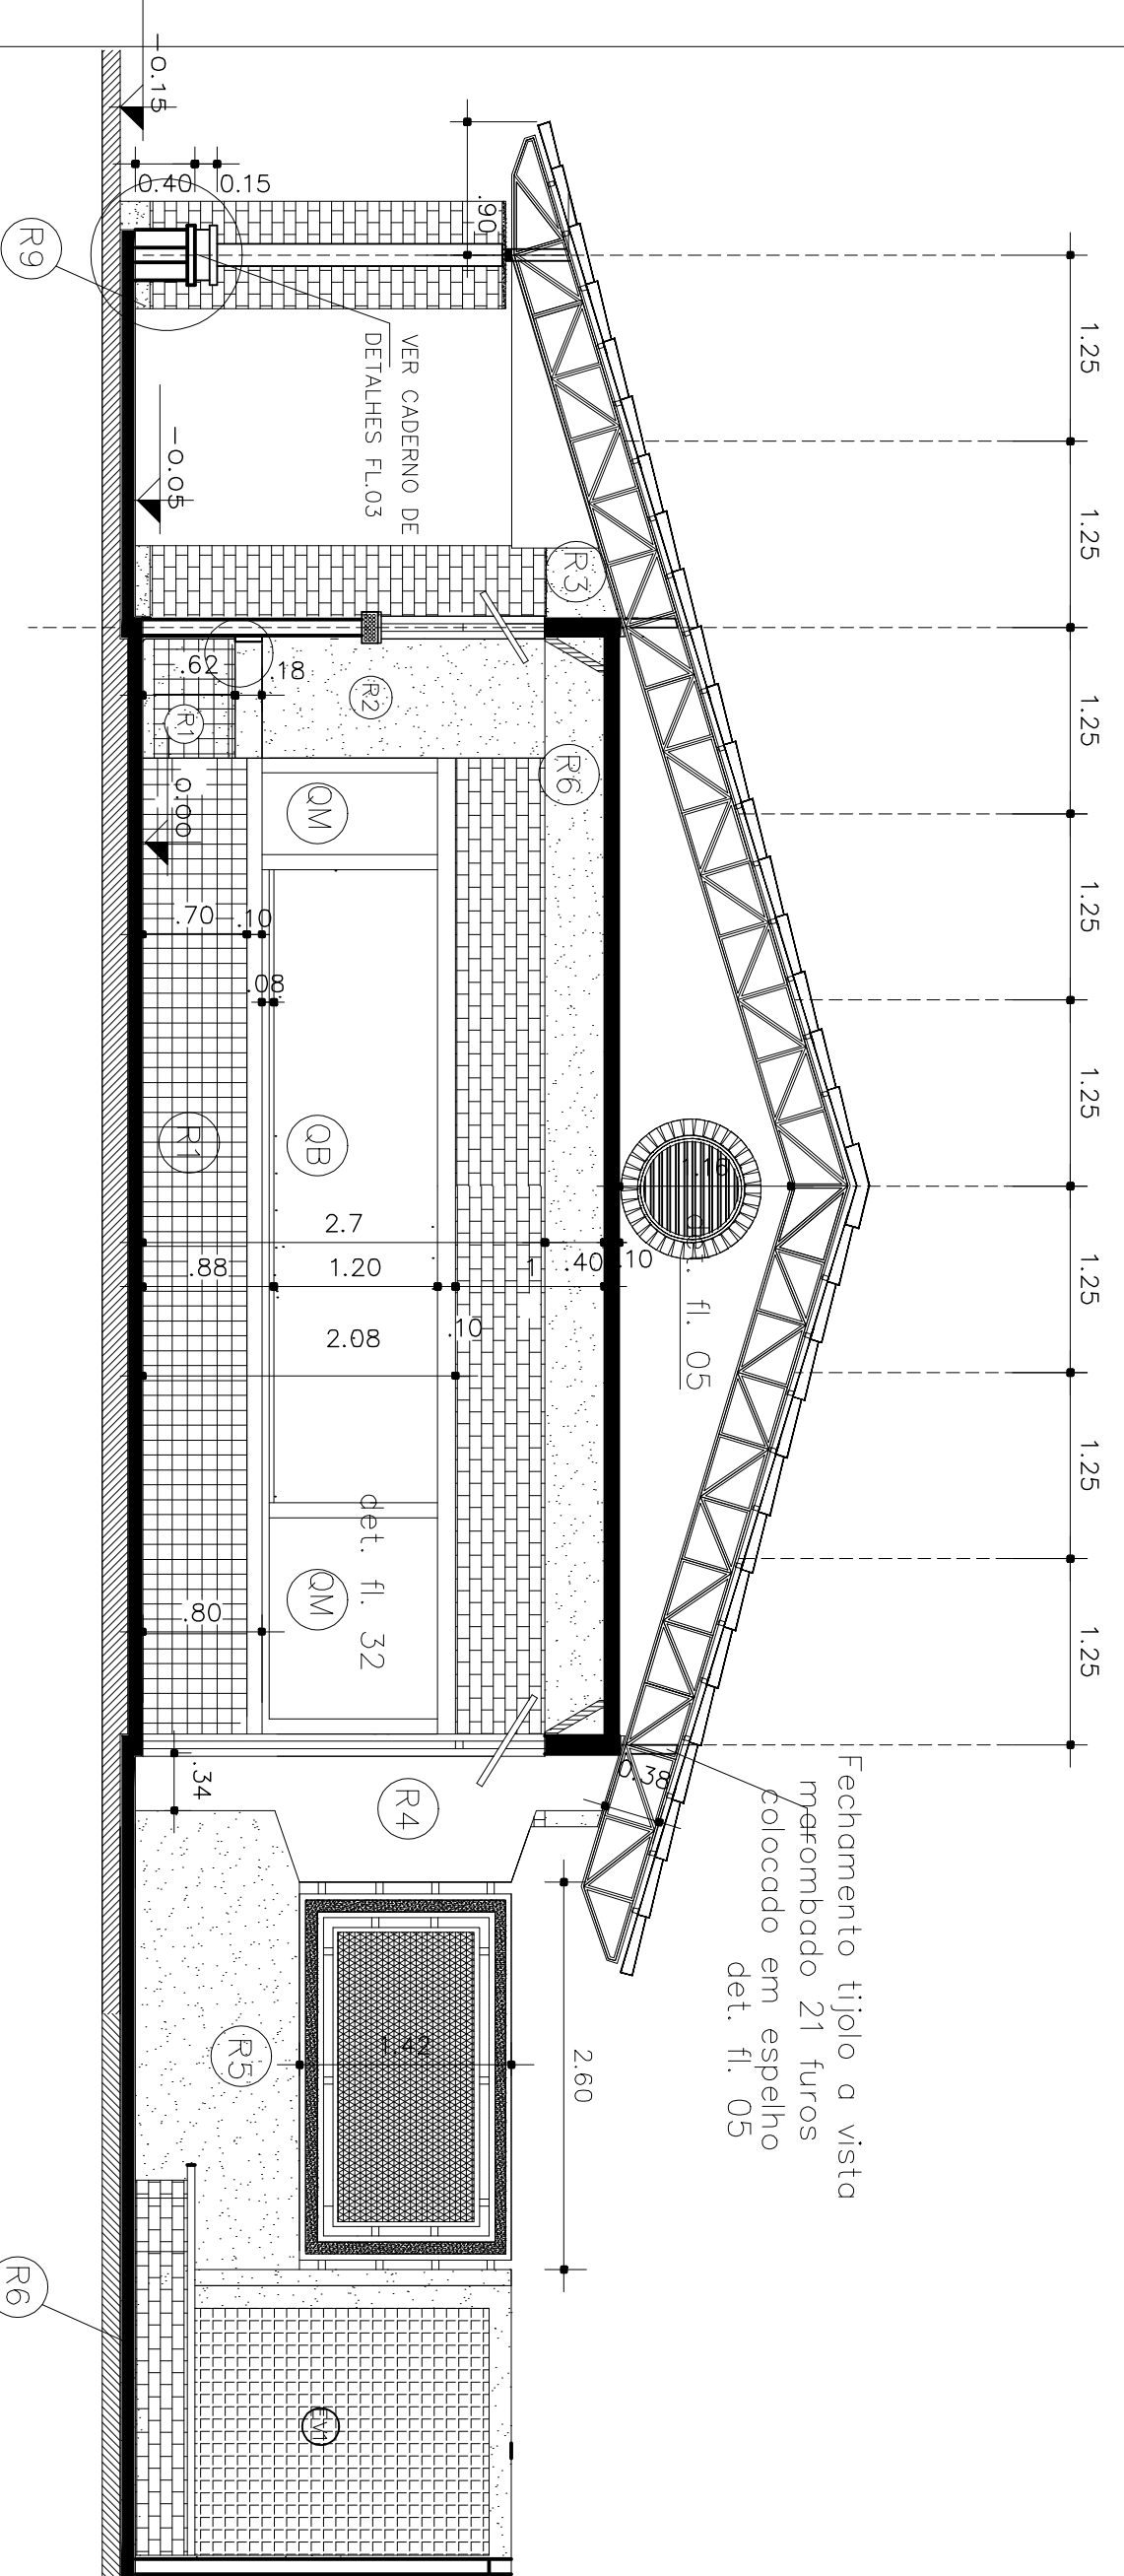 1.25
1.25
1.25
1.25
1.25
1.25
1.25
1.25
Fechamento tijolo a vista
marombado 21 furos
colocado em espelho
det. fl. 05
1.16
fl. 05
0.38
2.60
.90
R3
R6
.40
.10
2.7
1.20
.88
2.08
.10
VER CADERNO DE
DETALHES FL.03
R2
.18
.62
R1
QM
QB
QM
det. fl. 32
0.00
.70
.10
.08
R1
.80
.34
R4
1.42
R5
EV1
-0.15
0.40
0.15
-0.05
R9
R6